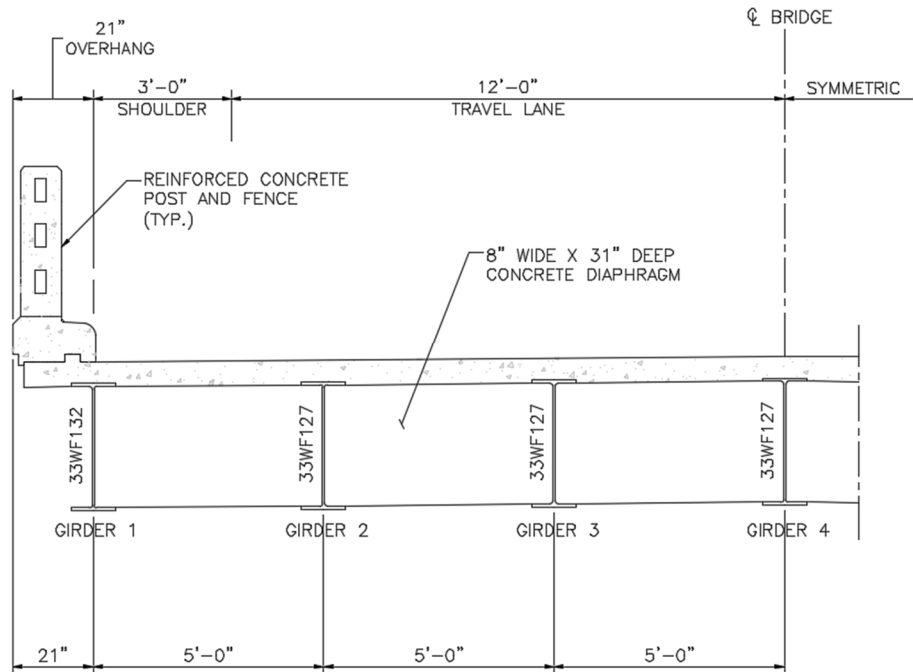 ℄ BRIDGE
21"
OVERHANG
3'-0"
SHOULDER
12'-0"
TRAVEL LANE
SYMMETRIC
REINFORCED CONCRETE
POST AND FENCE
(TYP.)
8" WIDE X 31" DEEP
CONCRETE DIAPHRAGM
33WF132
33WF127
33WF127
33WF127
GIRDER 1
GIRDER 2
GIRDER 3
GIRDER 4
21"
5'-0"
5'-0"
5'-0"